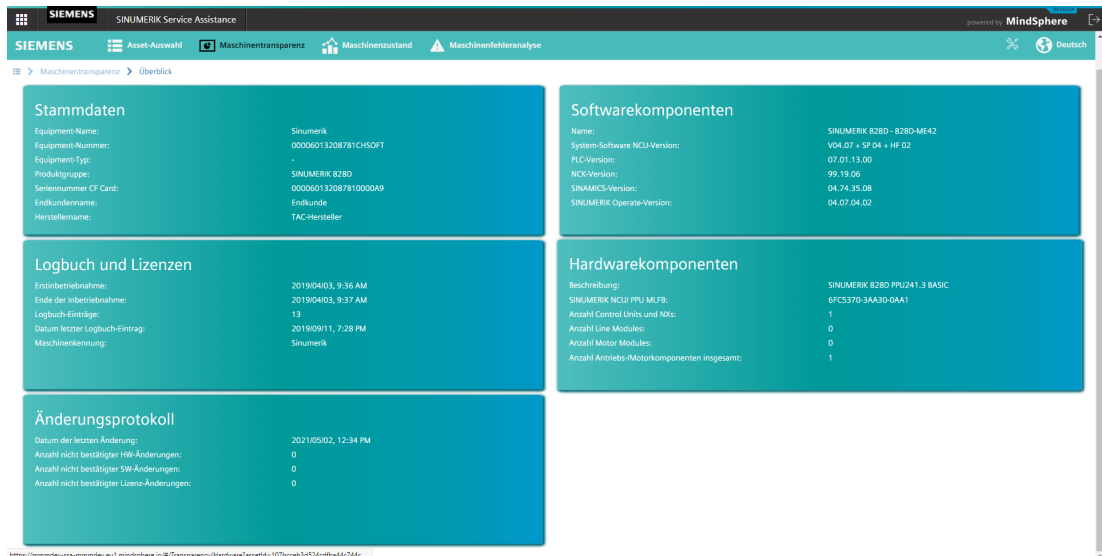 SIEMENS
SINUMERIK Service Assistance
DEVELOP
powered by MindSphere
SIEMENS Asset-Auswahl Maschinentransparenz Maschinenzustand Maschinenfehleranalyse Deutsch
Maschinentransparenz Überblick
Stammdaten
Equipment-Name: Sinumerik
Equipment-Nummer: 00006013208781CHSOFT
Equipment-Typ: -
Produktgruppe: SINUMERIK 828D
Seriennummer CF Card: 000060132087810000A9
Endkundenname: Endkunde
Herstellername: TAC-Hersteller
Softwarekomponenten
Name: SINUMERIK 828D - 828D-ME42
System-Software NCU-Version: V04.07 + SP 04 + HF 02
PLC-Version: 07.01.13.00
NCK-Version: 99.19.06
SINAMICS-Version: 04.74.35.08
SINUMERIK Operate-Version: 04.07.04.02
Logbuch und Lizenzen
Erstinbetriebnahme: 2019/04/03, 9:36 AM
Ende der Inbetriebnahme: 2019/04/03, 9:37 AM
Logbuch-Einträge: 13
Datum letzter Logbuch-Eintrag: 2019/09/11, 7:28 PM
Maschinenkennung: Sinumerik
Hardwarekomponenten
Beschreibung: SINUMERIK 828D PPU241.3 BASIC
SINUMERIK NCU/ PPU MLFB: 6FC5370-3AA30-0AA1
Anzahl Control Units und NXs: 1
Anzahl Line Modules: 0
Anzahl Motor Modules: 0
Anzahl Antriebs-/Motorkomponenten insgesamt: 1
Änderungsprotokoll
Datum der letzten Änderung: 2021/05/02, 12:34 PM
Anzahl nicht bestätigter HW-Änderungen: 0
Anzahl nicht bestätigter SW-Änderungen: 0
Anzahl nicht bestätigter Lizenz-Änderungen: 0